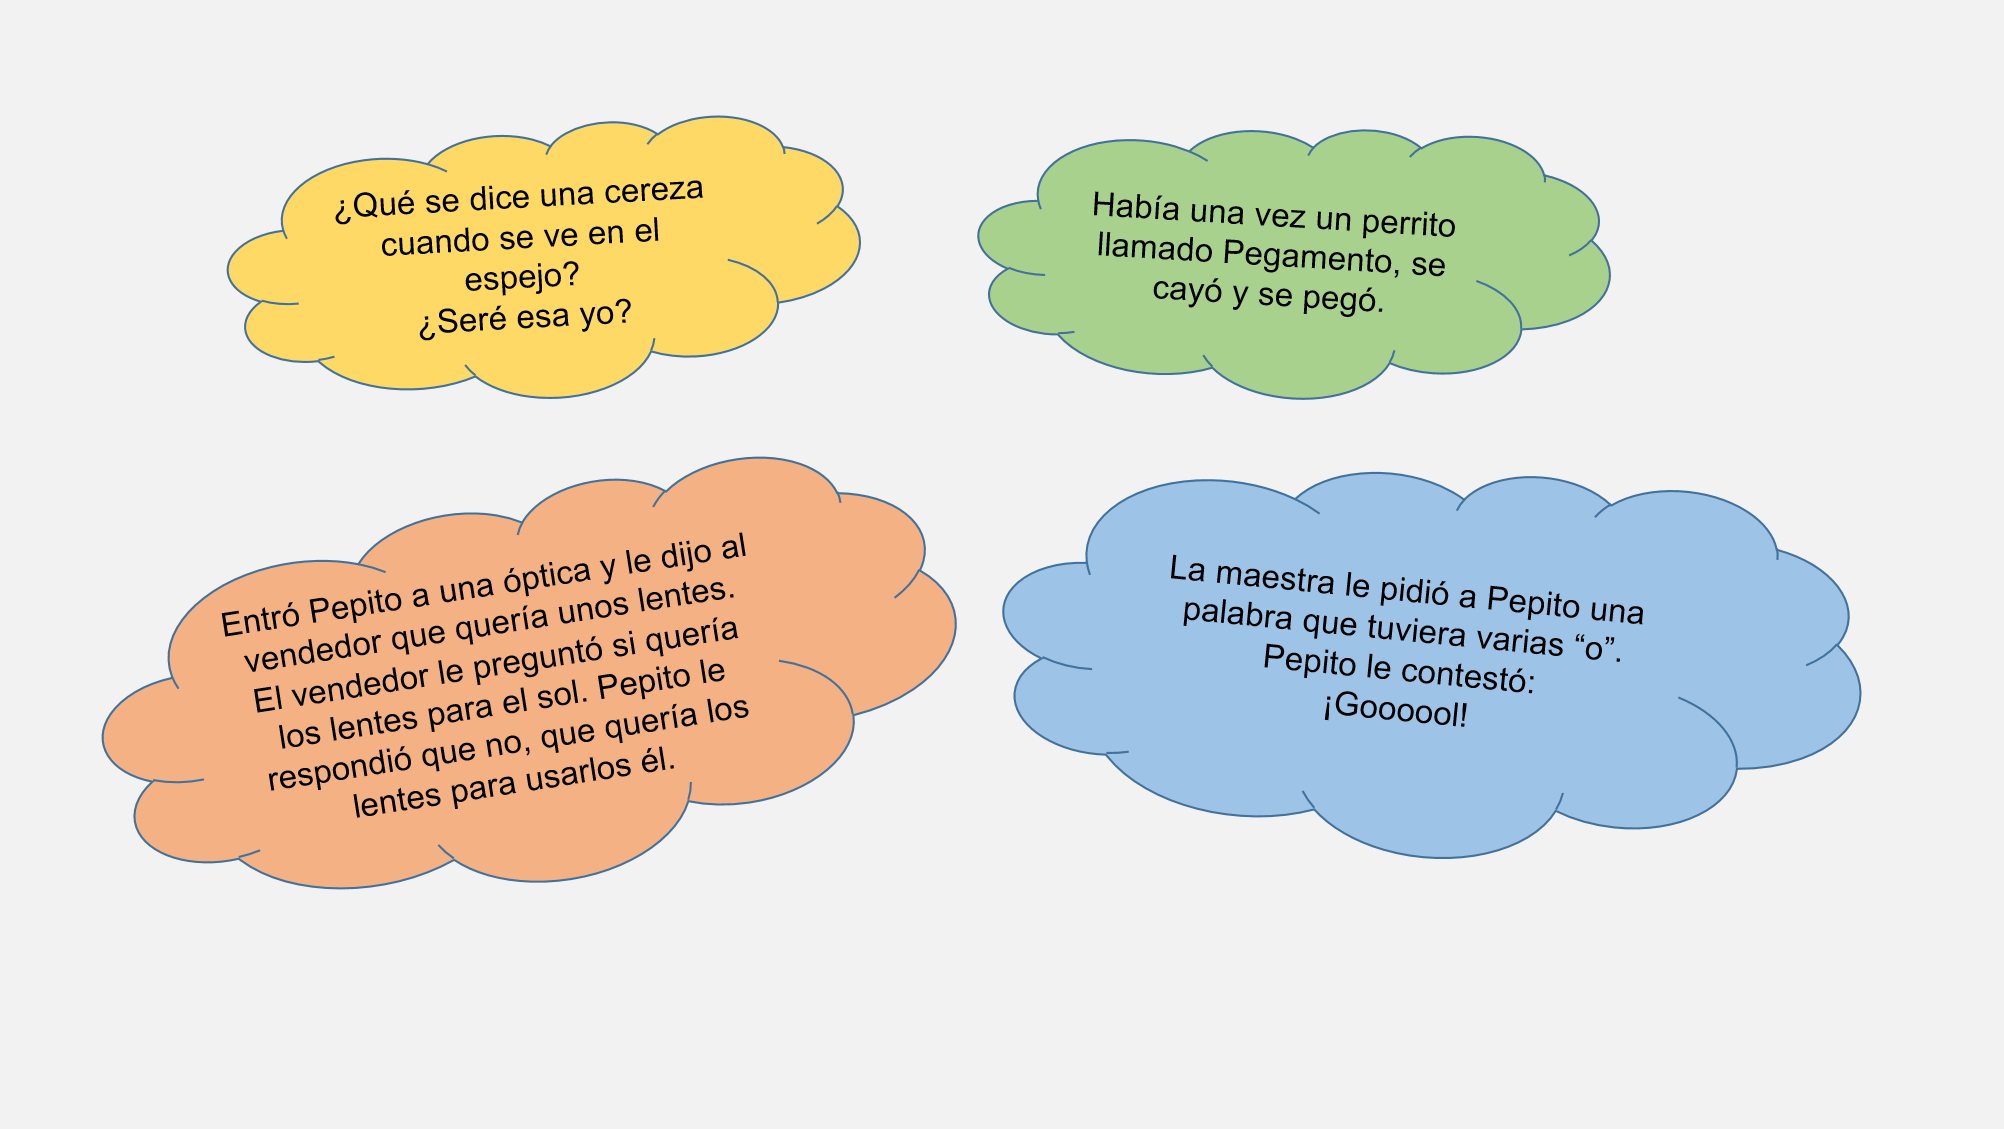 ¿Qué se dice una cereza
cuando se ve en el
espejo?
¿Seré esa yo?
Había una vez un perrito
llamado Pegamento, se
cayó y se pegó.
Entró Pepito a una óptica y le dijo al
vendedor que quería unos lentes.
El vendedor le preguntó si quería
los lentes para el sol. Pepito le
respondió que no, que quería los
lentes para usarlos él.
La maestra le pidió a Pepito una
palabra que tuviera varias “o”.
Pepito le contestó:
¡Goooool!